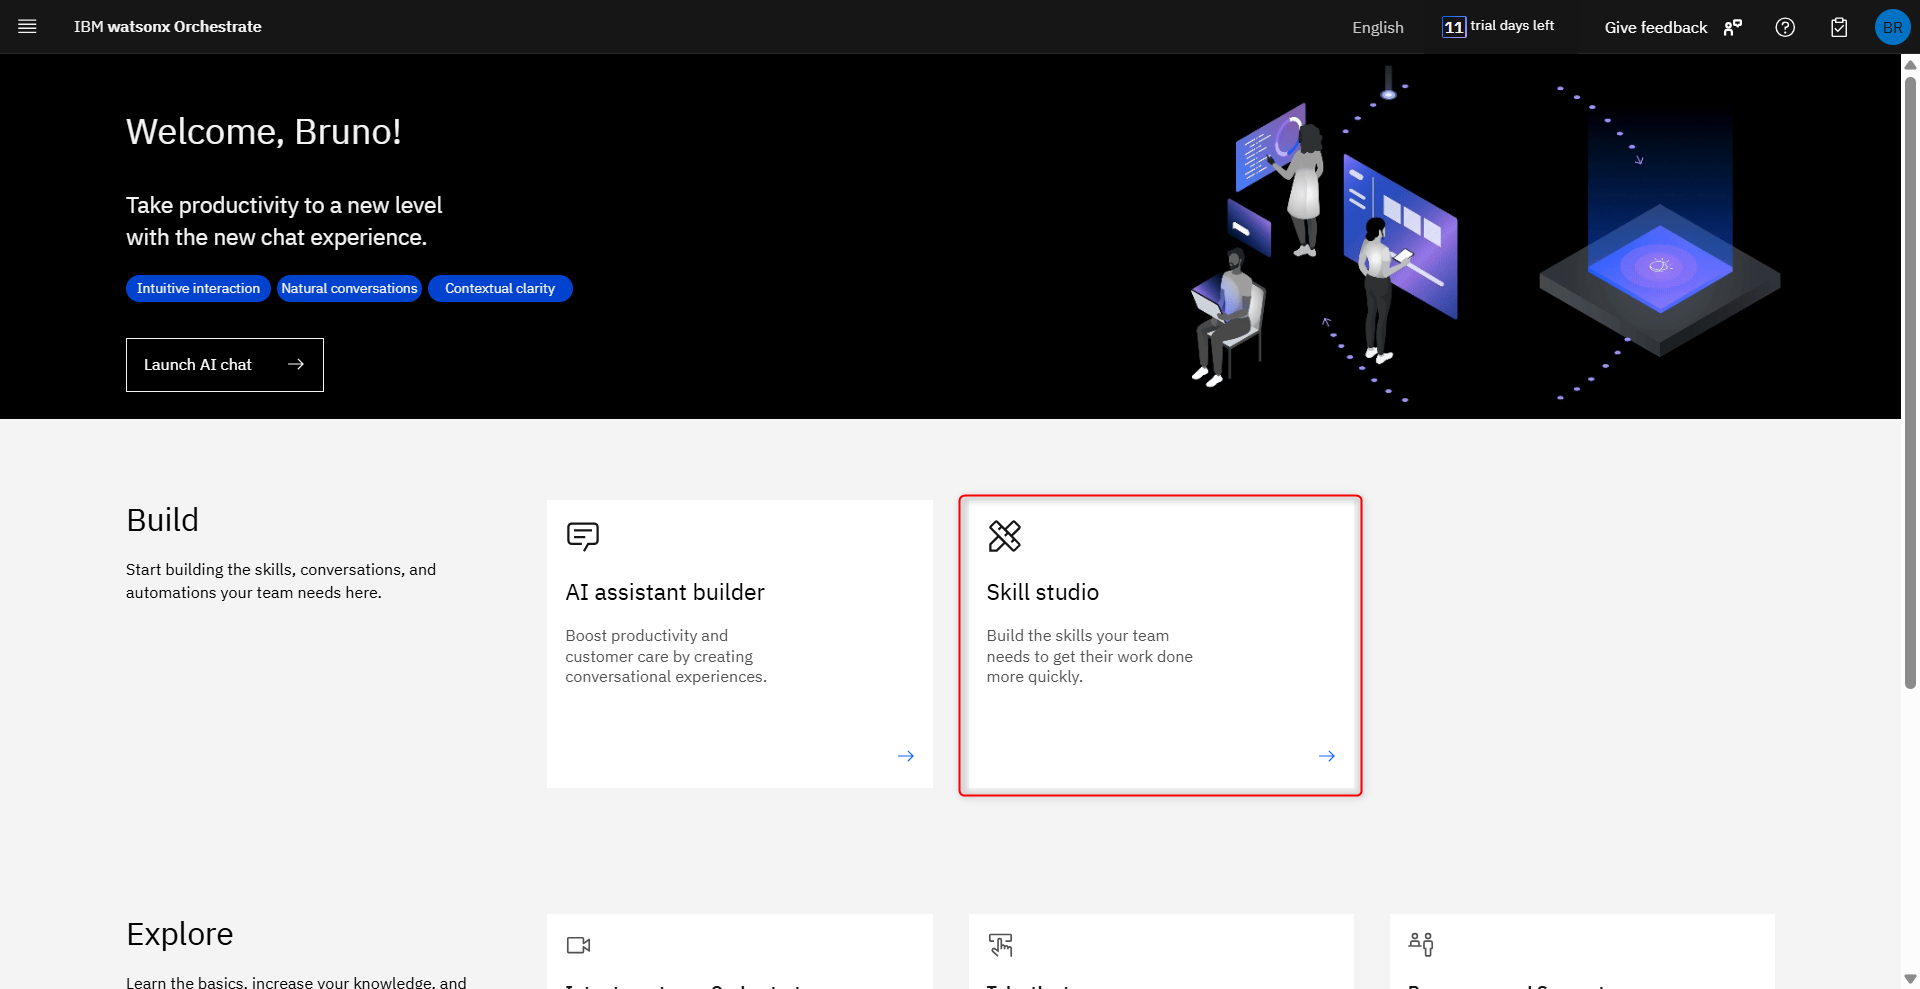 IBM watsonx Orchestrate
English
11 trial days left
Give feedback
BR
Welcome, Bruno!
Take productivity to a new level
with the new chat experience.
Intuitive interaction
Natural conversations
Contextual clarity
Launch AI chat
Build
Start building the skills, conversations, and
automations your team needs here.
AI assistant builder
Boost productivity and
customer care by creating
conversational experiences.
Skill studio
Build the skills your team
needs to get their work done
more quickly.
Explore
Learn the basics, increase your knowledge, and